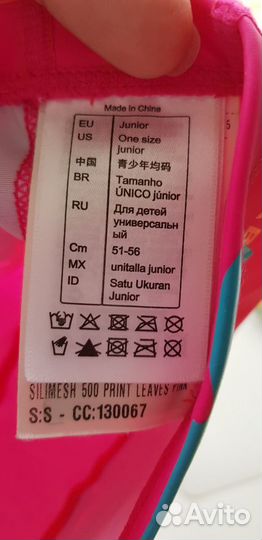 Made in China
EU Junior
US One size junior
中国 青少年均码
BR Tamanho ÚNICO júnior
RU Для детей универсальный
Cm 51-56
MX unitalla junior
ID Satu Ukuran Junior
SILIMESH 500 PRINT LEAVES PINK
S:S - CC:130067
Avito